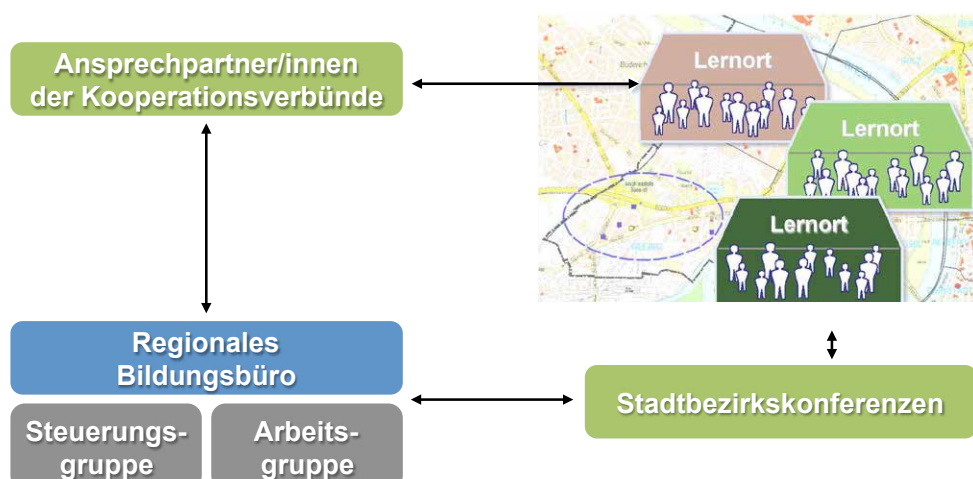 Ansprechpartner/innen
der Kooperationsverbünde
Lernort
Lernort
Lernort
Regionales
Bildungsbüro
Stadtbezirkskonferenzen
Steuerungs-
gruppe
Arbeits-
gruppe